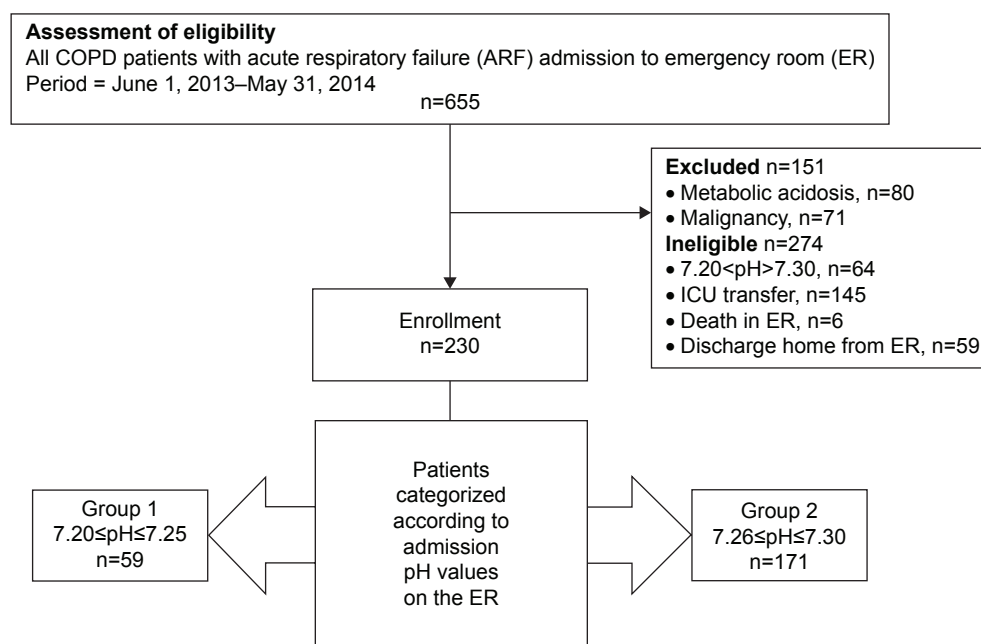 Assessment of eligibility
All COPD patients with acute respiratory failure (ARF) admission to emergency room (ER)
Period = June 1, 2013–May 31, 2014
n=655
Excluded n=151
• Metabolic acidosis, n=80
• Malignancy, n=71
Ineligible n=274
• 7.20<pH>7.30, n=64
• ICU transfer, n=145
• Death in ER, n=6
• Discharge home from ER, n=59
Enrollment
n=230
Patients
categorized
according to
admission
pH values
on the ER
Group 1
7.20≤pH≤7.25
n=59
Group 2
7.26≤pH≤7.30
n=171